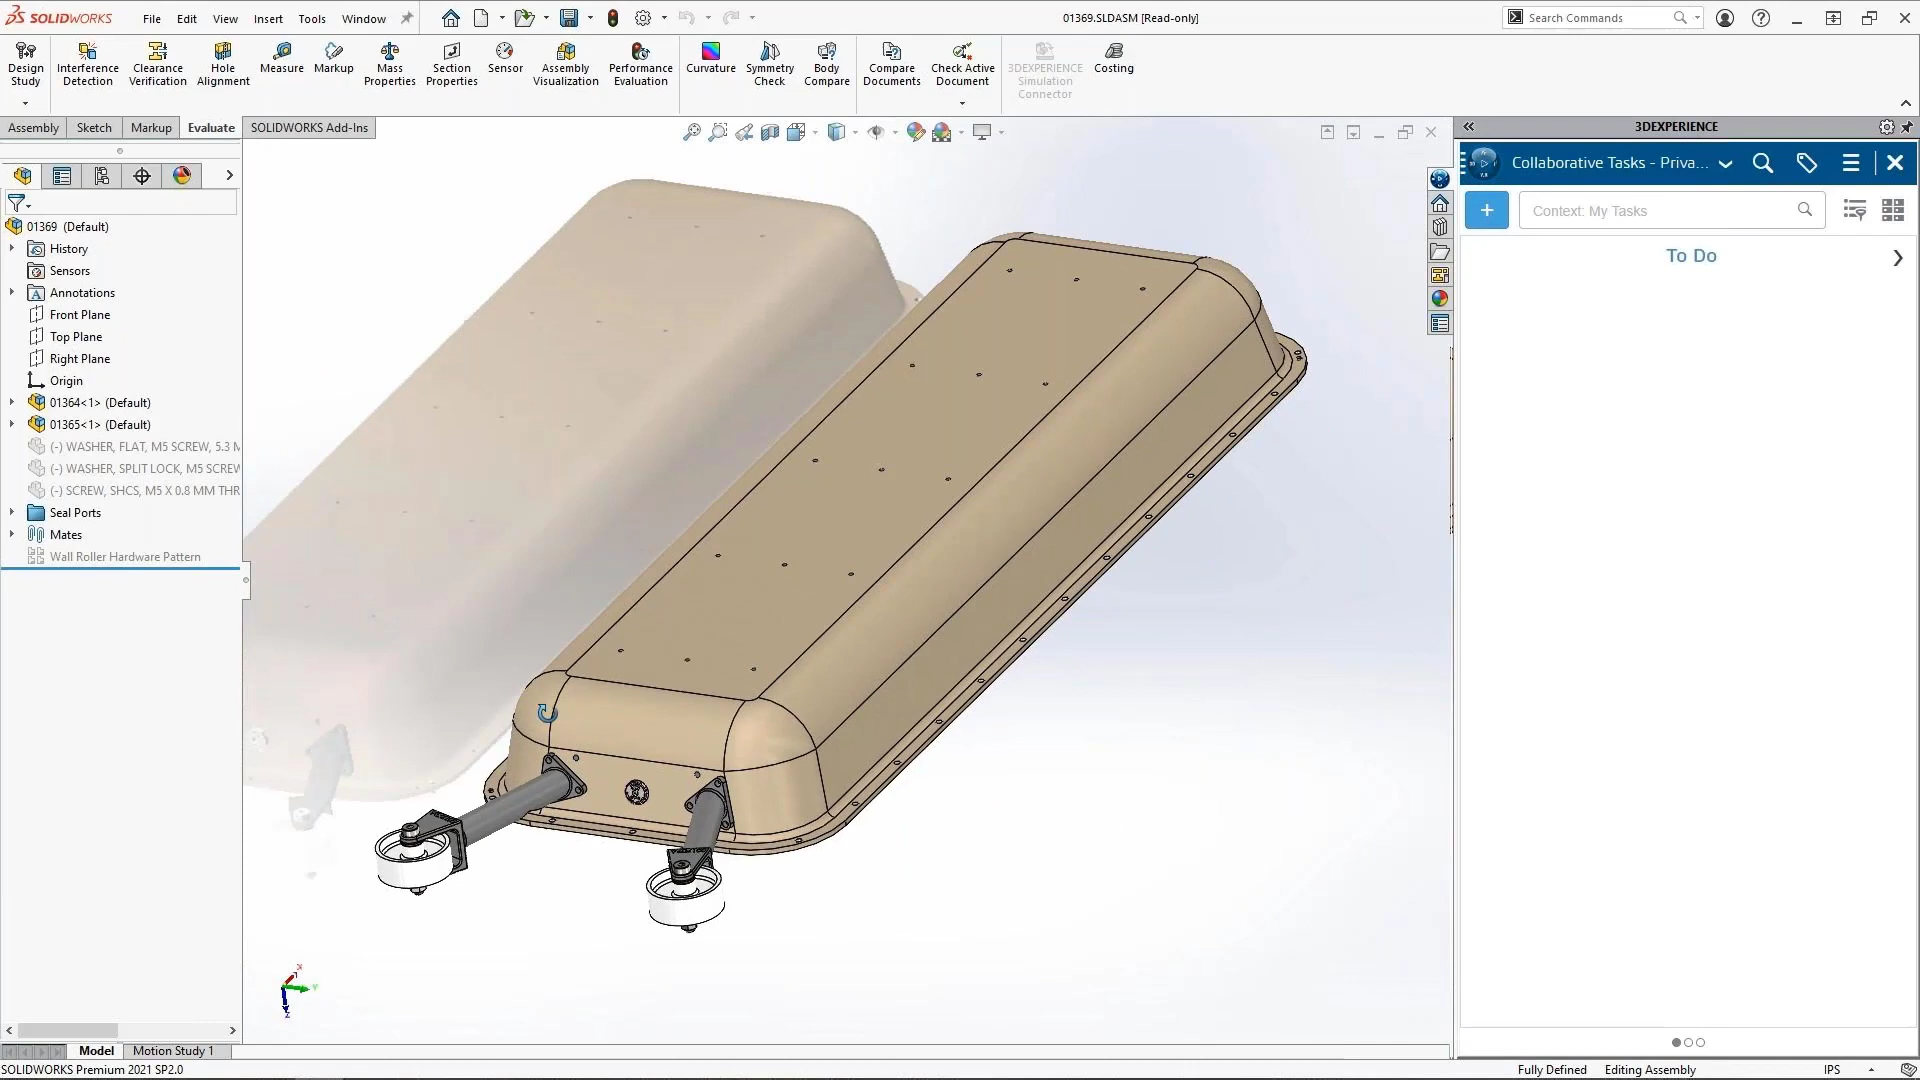 SOLIDWORKS File Edit View Insert Tools Window 01369.SLDASM [Read-only] Search Commands
Design Study
Interference Detection
Clearance Verification
Hole Alignment
Measure
Markup
Mass Properties
Section Properties
Sensor
Assembly Visualization
Performance Evaluation
Curvature
Symmetry Check
Body Compare
Compare Documents
Check Active Document
3DEXPERIENCE Simulation Connector
Costing
Assembly Sketch Markup Evaluate SOLIDWORKS Add-Ins
01369 (Default)
History
Sensors
Annotations
Front Plane
Top Plane
Right Plane
Origin
01364<1> (Default)
01365<1> (Default)
(-) WASHER, FLAT, M5 SCREW, 5.3 M
(-) WASHER, SPLIT LOCK, M5 SCREW
(-) SCREW, SHCS, M5 X 0.8 MM THR
Seal Ports
Mates
Wall Roller Hardware Pattern
X
Y
Z
3DEXPERIENCE
Collaborative Tasks - Priva...
Context: My Tasks
To Do
Model Motion Study 1
SOLIDWORKS Premium 2021 SP2.0 Fully Defined Editing Assembly IPS